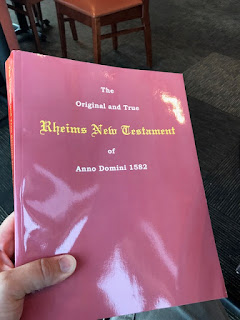 The
Original and True
Rheims New Testament
of
Anno Domini 1582